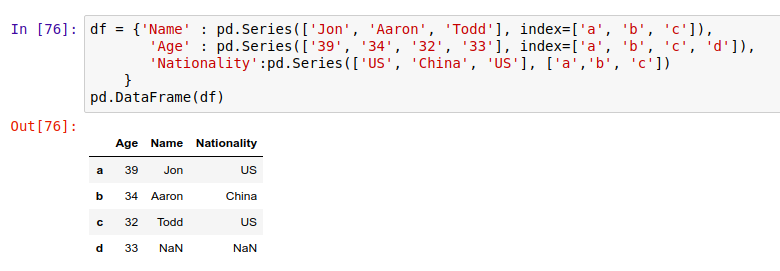 In [76]: df = {'Name' : pd.Series(['Jon', 'Aaron', 'Todd'], index=['a', 'b', 'c']),
'Age' : pd.Series(['39', '34', '32', '33'], index=['a', 'b', 'c', 'd']),
'Nationality':pd.Series(['US', 'China', 'US'], ['a','b', 'c'])
}
pd.DataFrame(df)
Out[76]:
Age Name Nationality
a 39 Jon US
b 34 Aaron China
c 32 Todd US
d 33 NaN NaN